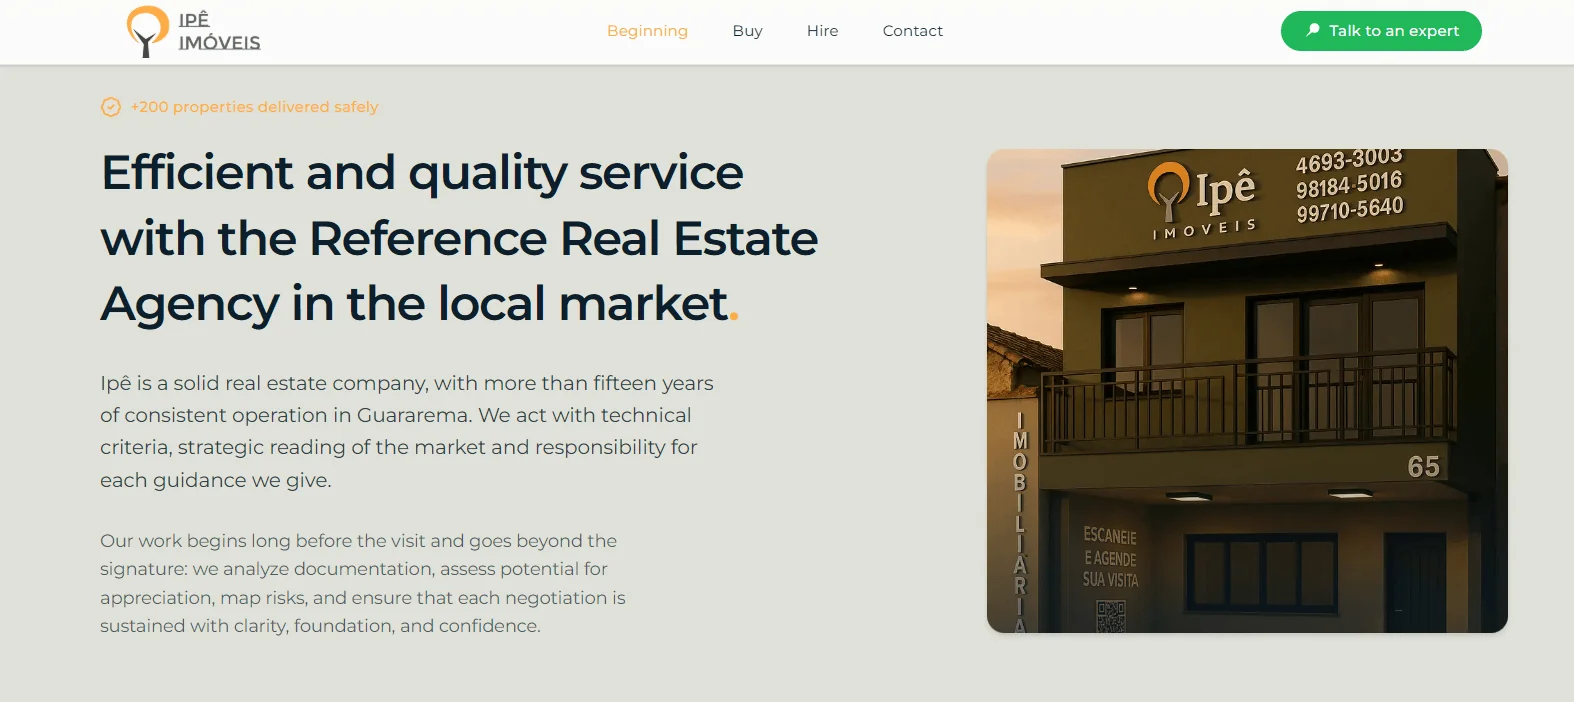 IPÊ
IMÓVEIS
Beginning
Buy
Hire
Contact
Talk to an expert
+200 properties delivered safely
Efficient and quality service
with the Reference Real Estate
Agency in the local market.
Ipê is a solid real estate company, with more than fifteen years
of consistent operation in Guararema. We act with technical
criteria, strategic reading of the market and responsibility for
each guidance we give.
Our work begins long before the visit and goes beyond the
signature: we analyze documentation, assess potential for
appreciation, map risks, and ensure that each negotiation is
sustained with clarity, foundation, and confidence.
Ipê
IMOVEIS
4693-3003
98184-5016
99710-5640
65
IMOBILIARIA
ESCANEIE
E AGENDE
SUA VISITA